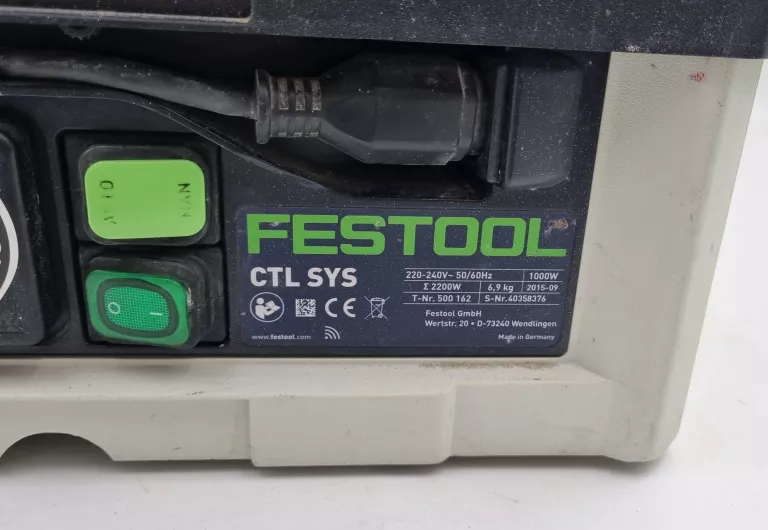 AUTO
MAN
O I
FESTOOL
CTL SYS
220-240V~ 50/60Hz 1000W
Σ 2200W 6,9 kg 2015-09
T-Nr. 500 162 S-Nr.40358376
Festool GmbH
Wertstr. 20 • D-73240 Wendlingen
www.festool.com
Made in Germany
CE